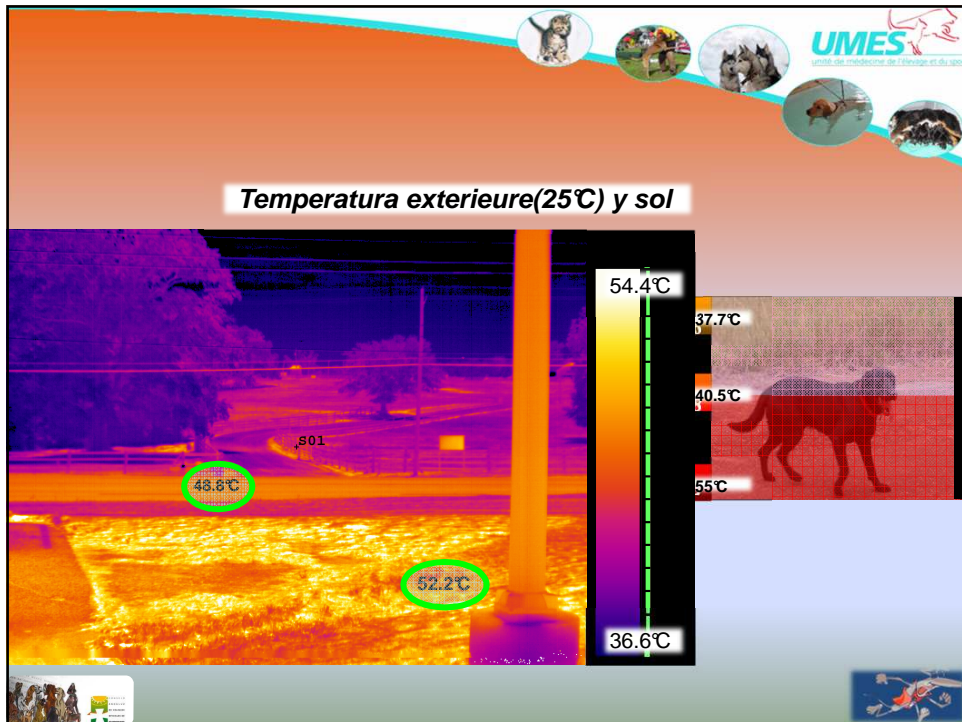 UMES
unité de médecine de l'élevage et du spo
Temperatura exterieure(25°C) y sol
54.4°C
37.7°C
40.5°C
S01
48.8°C
55°C
52.2°C
36.6°C